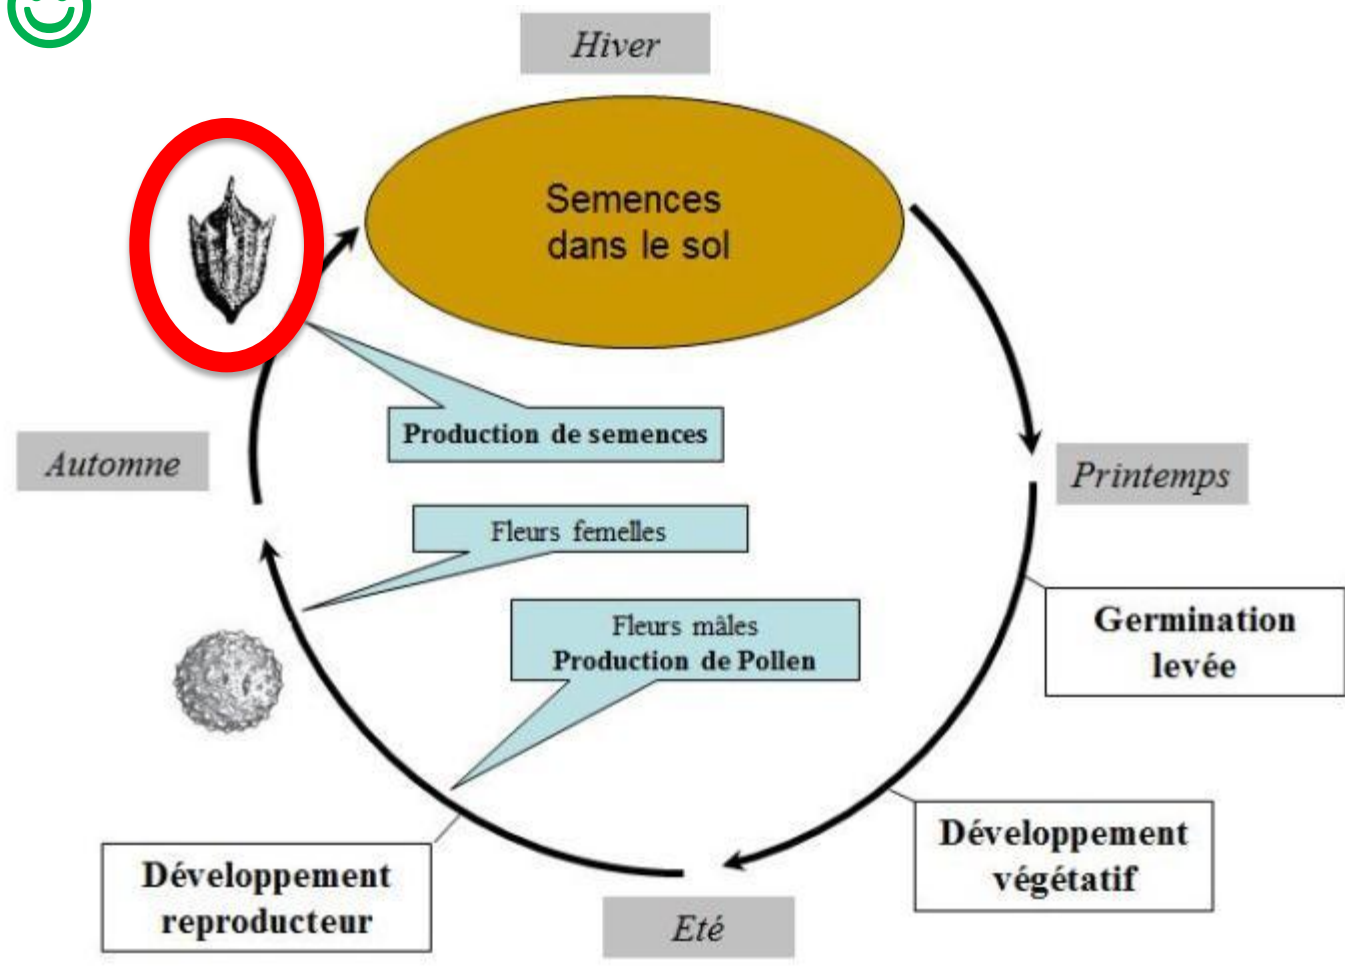 Hiver
Semences
dans le sol
Production de semences
Automne
Printemps
Fleurs femelles
Fleurs mâles
Production de Pollen
Germination
levée
Développement
végétatif
Développement
reproducteur
Eté